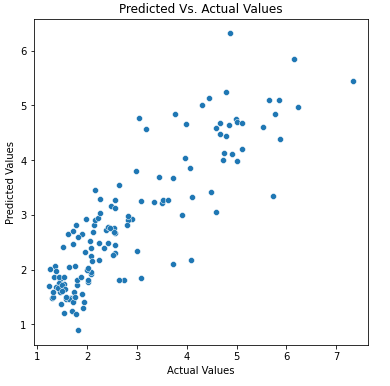 Predicted Vs. Actual Values
6
5
4
3
2
1
Predicted Values
1 2 3 4 5 6 7
Actual Values